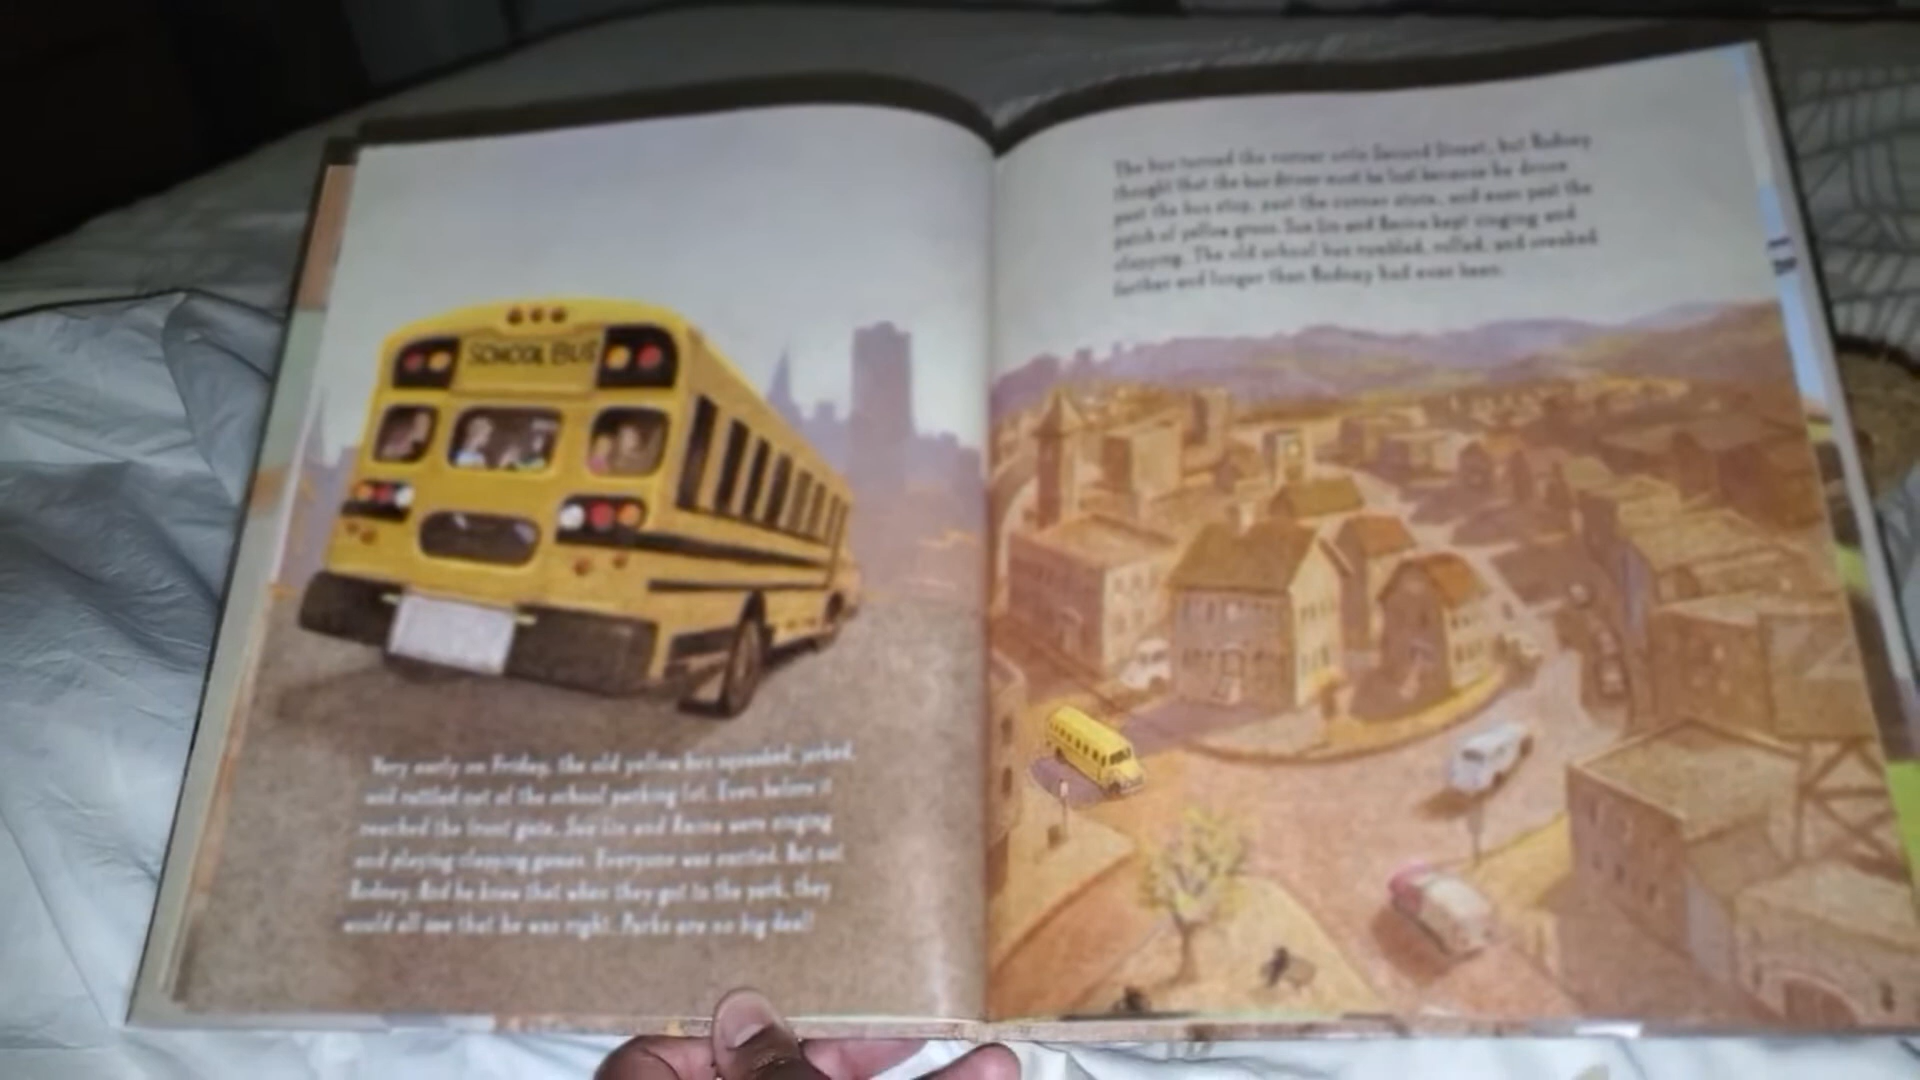 SCHOOL BUS
Very early on Friday, the old yellow bus squeaked, jerked,
and rattled out of the school parking lot. Even before it
reached the front gate, Sue Lin and Raina were singing
and playing clapping games. Everyone was excited. But not
Rodney. And he knew that when they got to the park, they
would all see that he was right. Parks are no big deal!
The bus turned the corner onto Second Street, but Rodney
thought that the bus driver must be lost because he drove
past the bus stop, past the corner store, and even past the
patch of yellow grass. Sue Lin and Raina kept singing and
clapping. The old school bus rumbled, rolled, and creaked
farther and longer than Rodney had ever been.